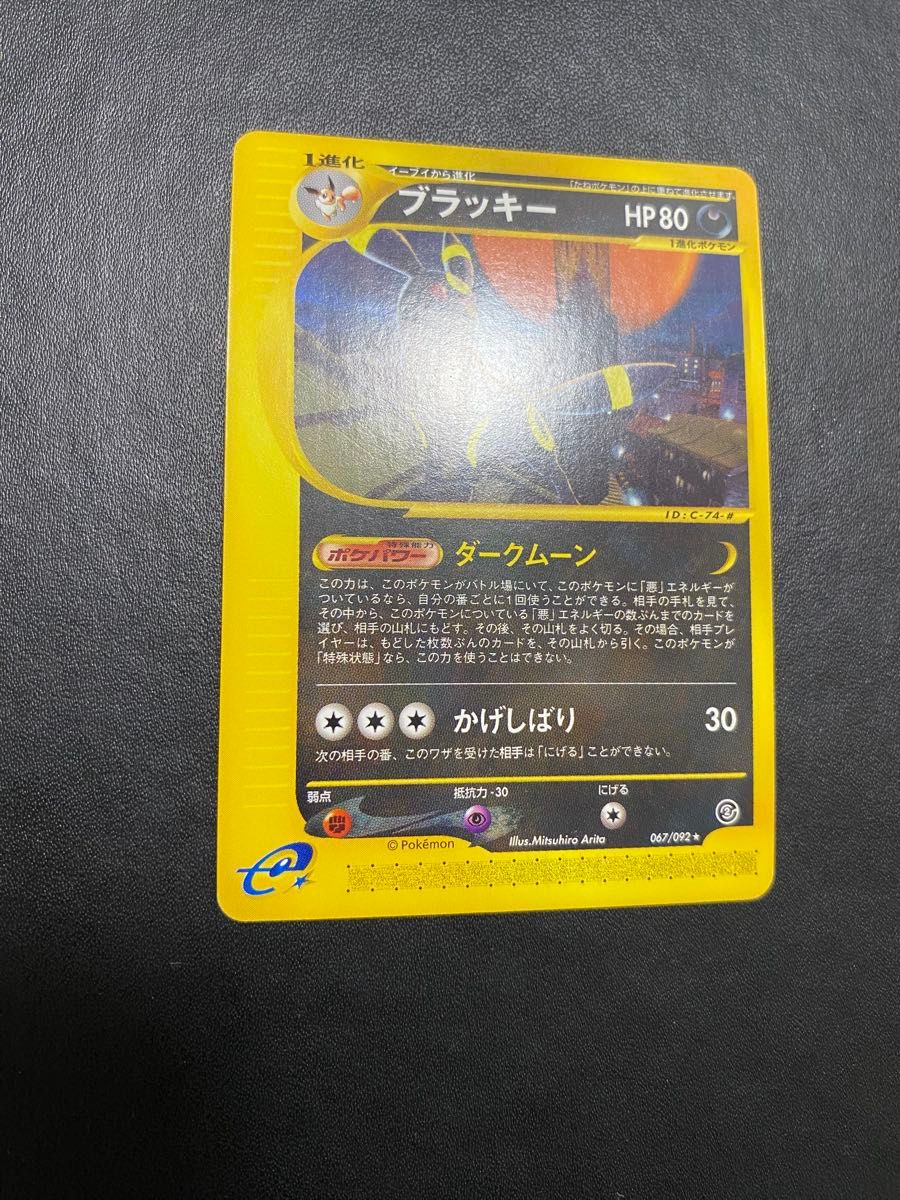 1進化
イーブイから進化
「たねポケモン」の上に重ねて進化させます
ブラッキー
HP80
1進化ポケモン
ID:C-74-#
特殊能力
ポケパワー
ダークムーン
この力は、このポケモンがバトル場にいて、このポケモンに「悪」エネルギーが
ついているなら、自分の番ごとに1回使うことができる。相手の手札を見て、
その中から、このポケモンについている「悪」エネルギーの数ぶんまでのカードを
選び、相手の山札にもどす。その後、その山札をよく切る。その場合、相手プレ
イヤーは、もどした枚数ぶんのカードを、その山札から引く。このポケモンが
「特殊状態」なら、この力を使うことはできない。
かげしばり
30
次の相手の番、このワザを受けた相手は「にげる」ことができない。
弱点
抵抗力-30
にげる
©Pokémon
Illus.Mitsuhiro Arita
067/092★
e